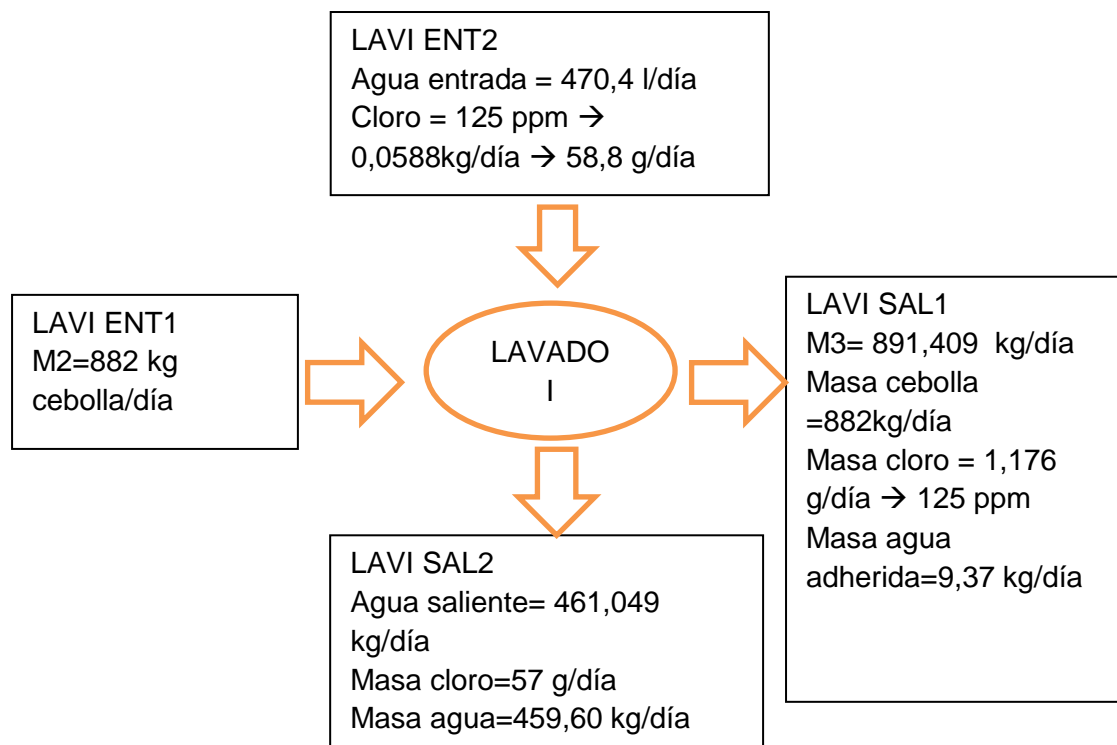 LAVI ENT2
Agua entrada = 470,4 l/día
Cloro = 125 ppm →
0,0588kg/día → 58,8 g/día
LAVI ENT1
M2=882 kg
cebolla/día
LAVADO
I
LAVI SAL1
M3= 891,409 kg/día
Masa cebolla
=882kg/día
Masa cloro = 1,176
g/día → 125 ppm
Masa agua
adherida=9,37 kg/día
LAVI SAL2
Agua saliente= 461,049
kg/día
Masa cloro=57 g/día
Masa agua=459,60 kg/día